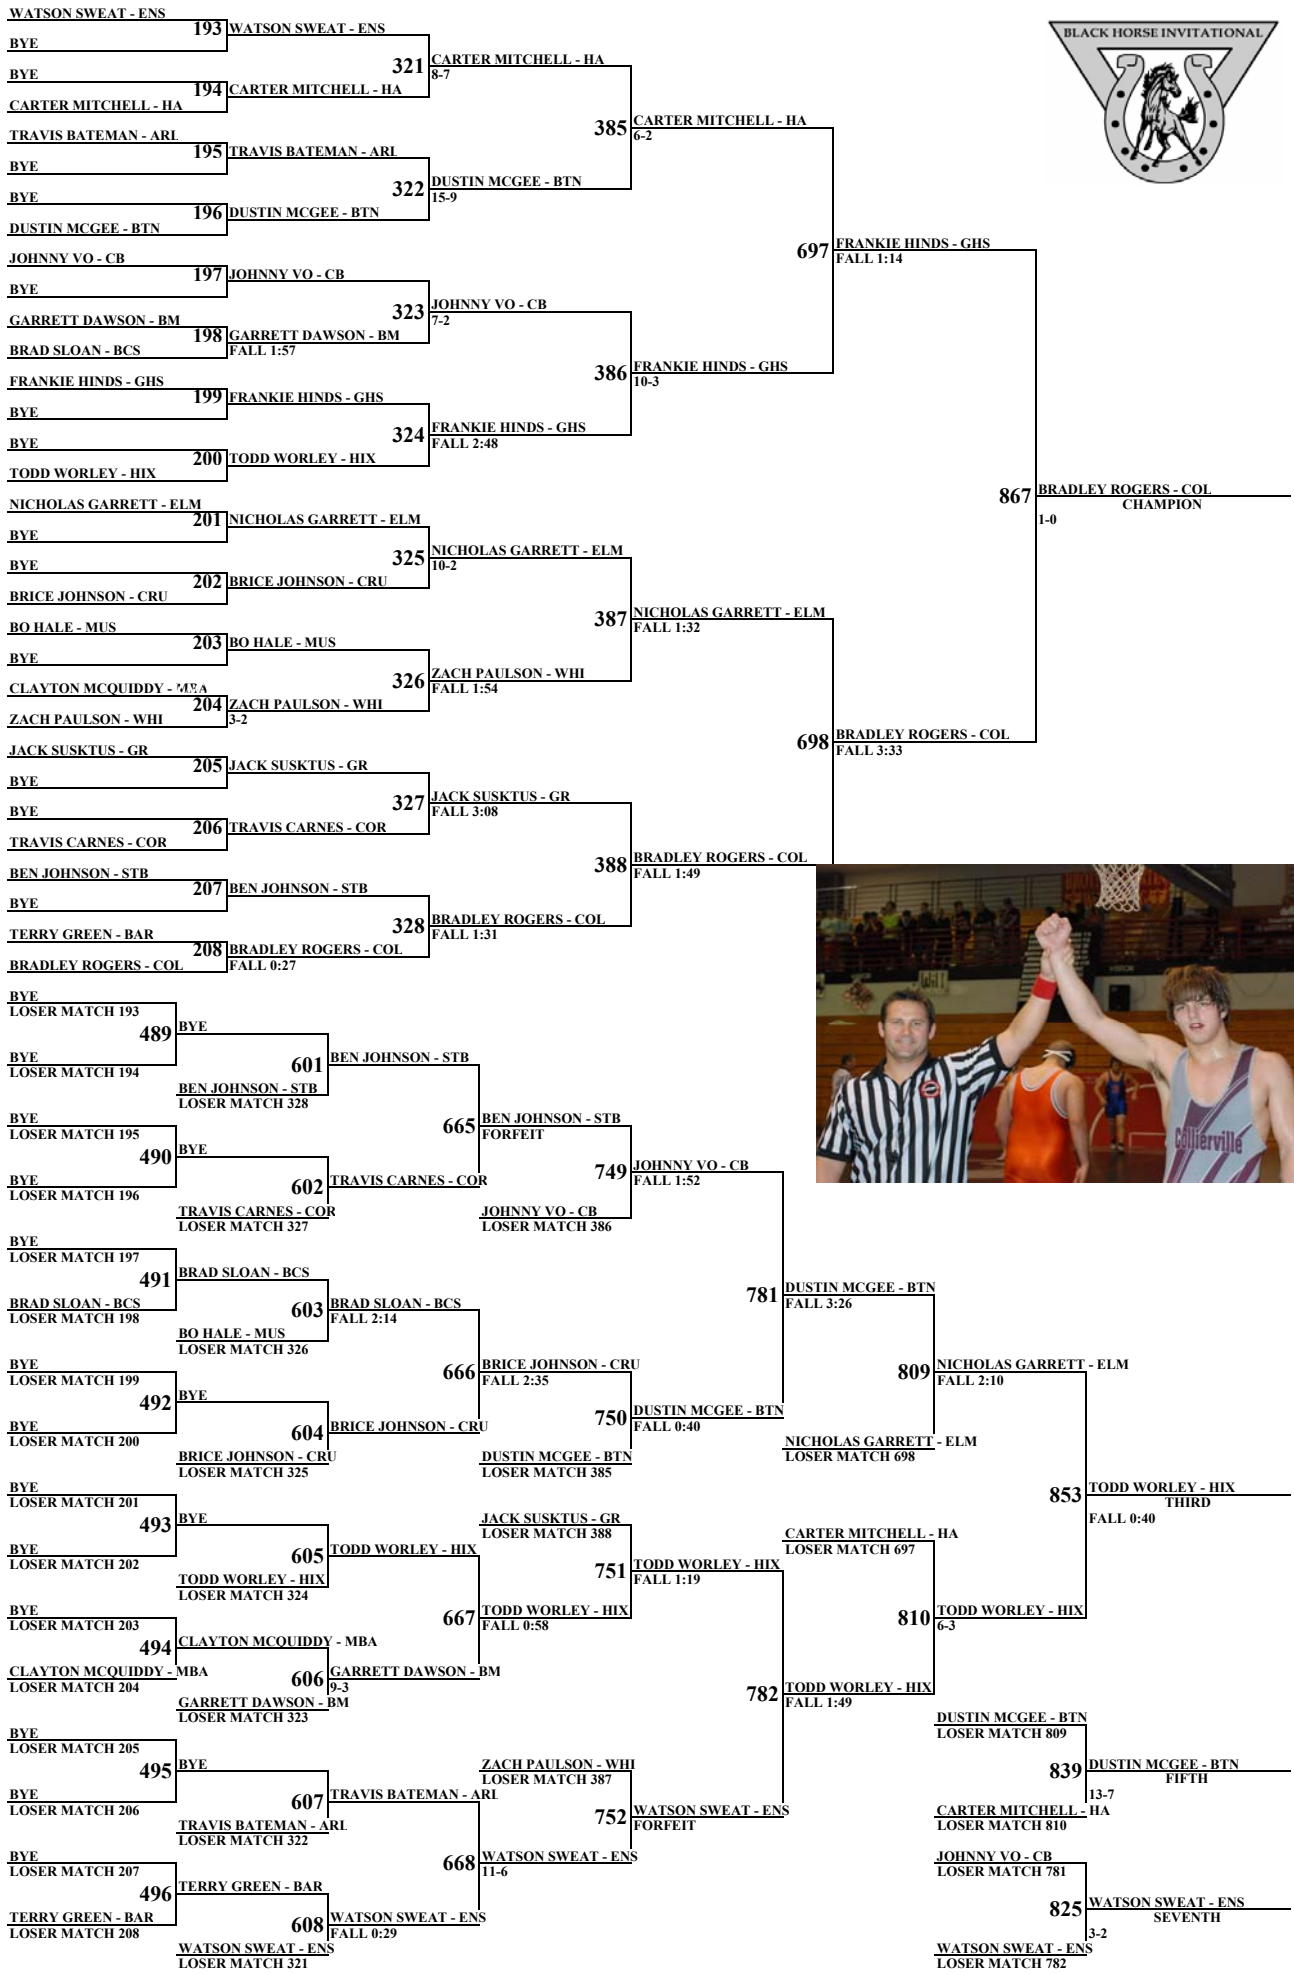 BLACK HORSE INVITATIONAL
WATSON SWEAT - ENS
193
BYE
WATSON SWEAT - ENS
BYE
194
CARTER MITCHELL - HA
CARTER MITCHELL - HA
321
CARTER MITCHELL - HA
8-7
TRAVIS BATEMAN - ARL
195
BYE
TRAVIS BATEMAN - ARL
BYE
196
DUSTIN MCGEE - BTN
DUSTIN MCGEE - BTN
322
DUSTIN MCGEE - BTN
15-9
385
CARTER MITCHELL - HA
6-2
JOHNNY VO - CB
197
BYE
JOHNNY VO - CB
GARRETT DAWSON - BM
198
BRAD SLOAN - BCS
GARRETT DAWSON - BM
FALL 1:57
323
JOHNNY VO - CB
7-2
FRANKIE HINDS - GHS
199
BYE
FRANKIE HINDS - GHS
BYE
200
TODD WORLEY - HIX
TODD WORLEY - HIX
324
FRANKIE HINDS - GHS
FALL 2:48
386
FRANKIE HINDS - GHS
10-3
697
FRANKIE HINDS - GHS
FALL 1:14
NICHOLAS GARRETT - ELM
201
BYE
NICHOLAS GARRETT - ELM
BYE
202
BRICE JOHNSON - CRU
BRICE JOHNSON - CRU
325
NICHOLAS GARRETT - ELM
10-2
BO HALE - MUS
203
BYE
BO HALE - MUS
CLAYTON MCQUIDDY - MBA
204
ZACH PAULSON - WHI
ZACH PAULSON - WHI
3-2
326
ZACH PAULSON - WHI
FALL 1:54
387
NICHOLAS GARRETT - ELM
FALL 1:32
JACK SUSKTUS - GR
205
BYE
JACK SUSKTUS - GR
BYE
206
TRAVIS CARNES - COR
TRAVIS CARNES - COR
327
JACK SUSKTUS - GR
FALL 3:08
BEN JOHNSON - STB
207
BYE
BEN JOHNSON - STB
TERRY GREEN - BAR
208
BRADLEY ROGERS - COL
BRADLEY ROGERS - COL
FALL 0:27
328
BRADLEY ROGERS - COL
FALL 1:31
388
BRADLEY ROGERS - COL
FALL 1:49
698
BRADLEY ROGERS - COL
FALL 3:33
867
BRADLEY ROGERS - COL
CHAMPION
1-0
Will
Collierville
BYE
LOSER MATCH 193
489
BYE
LOSER MATCH 194
BYE
601
BEN JOHNSON - STB
LOSER MATCH 328
BEN JOHNSON - STB
BYE
LOSER MATCH 195
490
BYE
LOSER MATCH 196
BYE
602
TRAVIS CARNES - COR
LOSER MATCH 327
TRAVIS CARNES - COR
665
BEN JOHNSON - STB
FORFEIT
749
JOHNNY VO - CB
LOSER MATCH 386
JOHNNY VO - CB
FALL 1:52
BYE
LOSER MATCH 197
491
BRAD SLOAN - BCS
LOSER MATCH 198
BRAD SLOAN - BCS
603
BO HALE - MUS
LOSER MATCH 326
BRAD SLOAN - BCS
FALL 2:14
BYE
LOSER MATCH 199
492
BYE
LOSER MATCH 200
BYE
604
BRICE JOHNSON - CRU
LOSER MATCH 325
BRICE JOHNSON - CRU
666
BRICE JOHNSON - CRU
FALL 2:35
750
DUSTIN MCGEE - BTN
LOSER MATCH 385
DUSTIN MCGEE - BTN
FALL 0:40
781
DUSTIN MCGEE - BTN
FALL 3:26
809
NICHOLAS GARRETT - ELM
LOSER MATCH 698
NICHOLAS GARRETT - ELM
FALL 2:10
BYE
LOSER MATCH 201
493
BYE
LOSER MATCH 202
BYE
605
TODD WORLEY - HIX
LOSER MATCH 324
TODD WORLEY - HIX
BYE
LOSER MATCH 203
494
CLAYTON MCQUIDDY - MBA
LOSER MATCH 204
CLAYTON MCQUIDDY - MBA
606
GARRETT DAWSON - BM
LOSER MATCH 323
GARRETT DAWSON - BM
9-3
667
TODD WORLEY - HIX
FALL 0:58
JACK SUSKTUS - GR
LOSER MATCH 388
751
TODD WORLEY - HIX
FALL 1:19
BYE
LOSER MATCH 205
495
BYE
LOSER MATCH 206
BYE
607
TRAVIS BATEMAN - ARL
LOSER MATCH 322
TRAVIS BATEMAN - ARL
BYE
LOSER MATCH 207
496
TERRY GREEN - BAR
LOSER MATCH 208
TERRY GREEN - BAR
608
WATSON SWEAT - ENS
LOSER MATCH 321
WATSON SWEAT - ENS
FALL 0:29
668
WATSON SWEAT - ENS
11-6
ZACH PAULSON - WHI
LOSER MATCH 387
752
WATSON SWEAT - ENS
FORFEIT
782
TODD WORLEY - HIX
FALL 1:49
CARTER MITCHELL - HA
LOSER MATCH 697
810
TODD WORLEY - HIX
6-3
853
TODD WORLEY - HIX
THIRD
FALL 0:40
DUSTIN MCGEE - BTN
LOSER MATCH 809
839
DUSTIN MCGEE - BTN
FIFTH
13-7
CARTER MITCHELL - HA
LOSER MATCH 810
JOHNNY VO - CB
LOSER MATCH 781
825
WATSON SWEAT - ENS
SEVENTH
3-2
WATSON SWEAT - ENS
LOSER MATCH 782